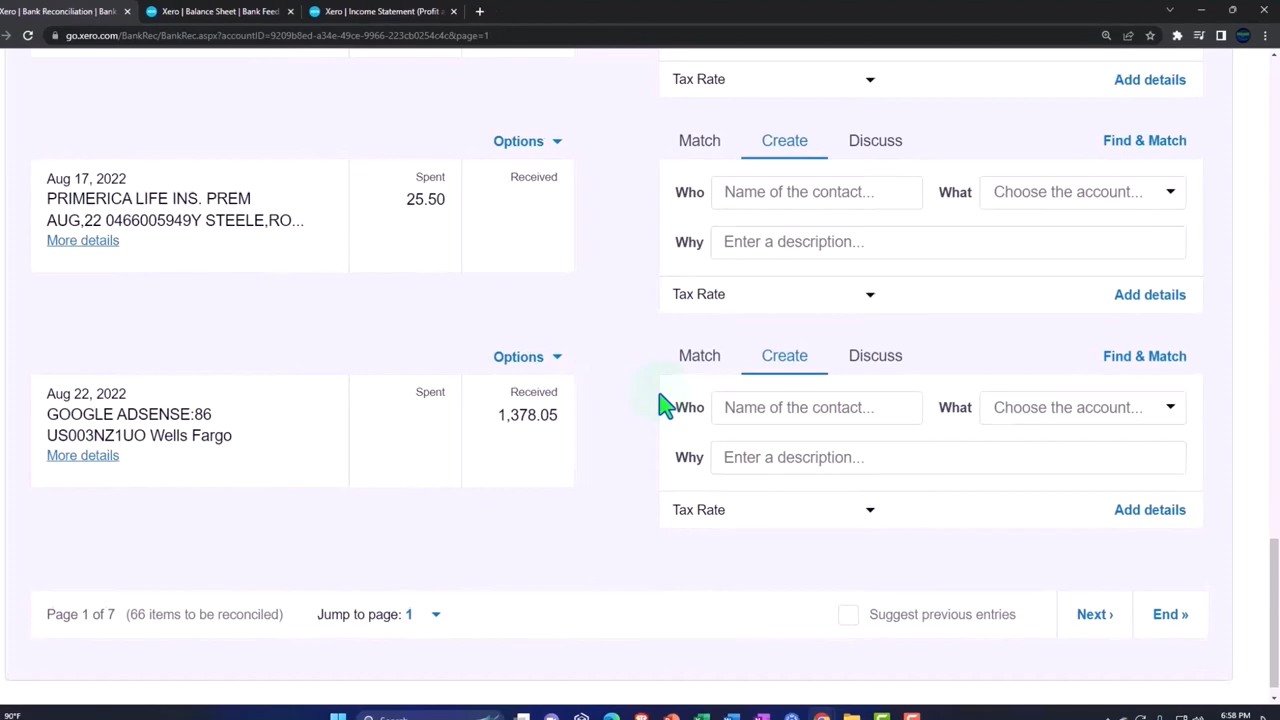 Xero | Bank Reconciliation | Bank
Xero | Balance Sheet | Bank Feed
Xero | Income Statement (Profit a
go.xero.com/BankRec/BankRec.aspx?accountID=9209b8ed-a34e-49ce-9966-223cb0254c4c&page=1
Tax Rate
Add details
Options
Match
Create
Discuss
Find & Match
Aug 17, 2022
PRIMERICA LIFE INS. PREM
AUG,22 0466005949Y STEELE,RO...
More details
Spent
25.50
Received
Who
Name of the contact...
What
Choose the account...
Why
Enter a description...
Tax Rate
Add details
Options
Match
Create
Discuss
Find & Match
Aug 22, 2022
GOOGLE ADSENSE:86
US003NZ1UO Wells Fargo
More details
Spent
Received
1,378.05
Who
Name of the contact...
What
Choose the account...
Why
Enter a description...
Tax Rate
Add details
Page 1 of 7 (66 items to be reconciled)
Jump to page: 1
Suggest previous entries
Next ›
End »
90°F
Search
6:58 PM